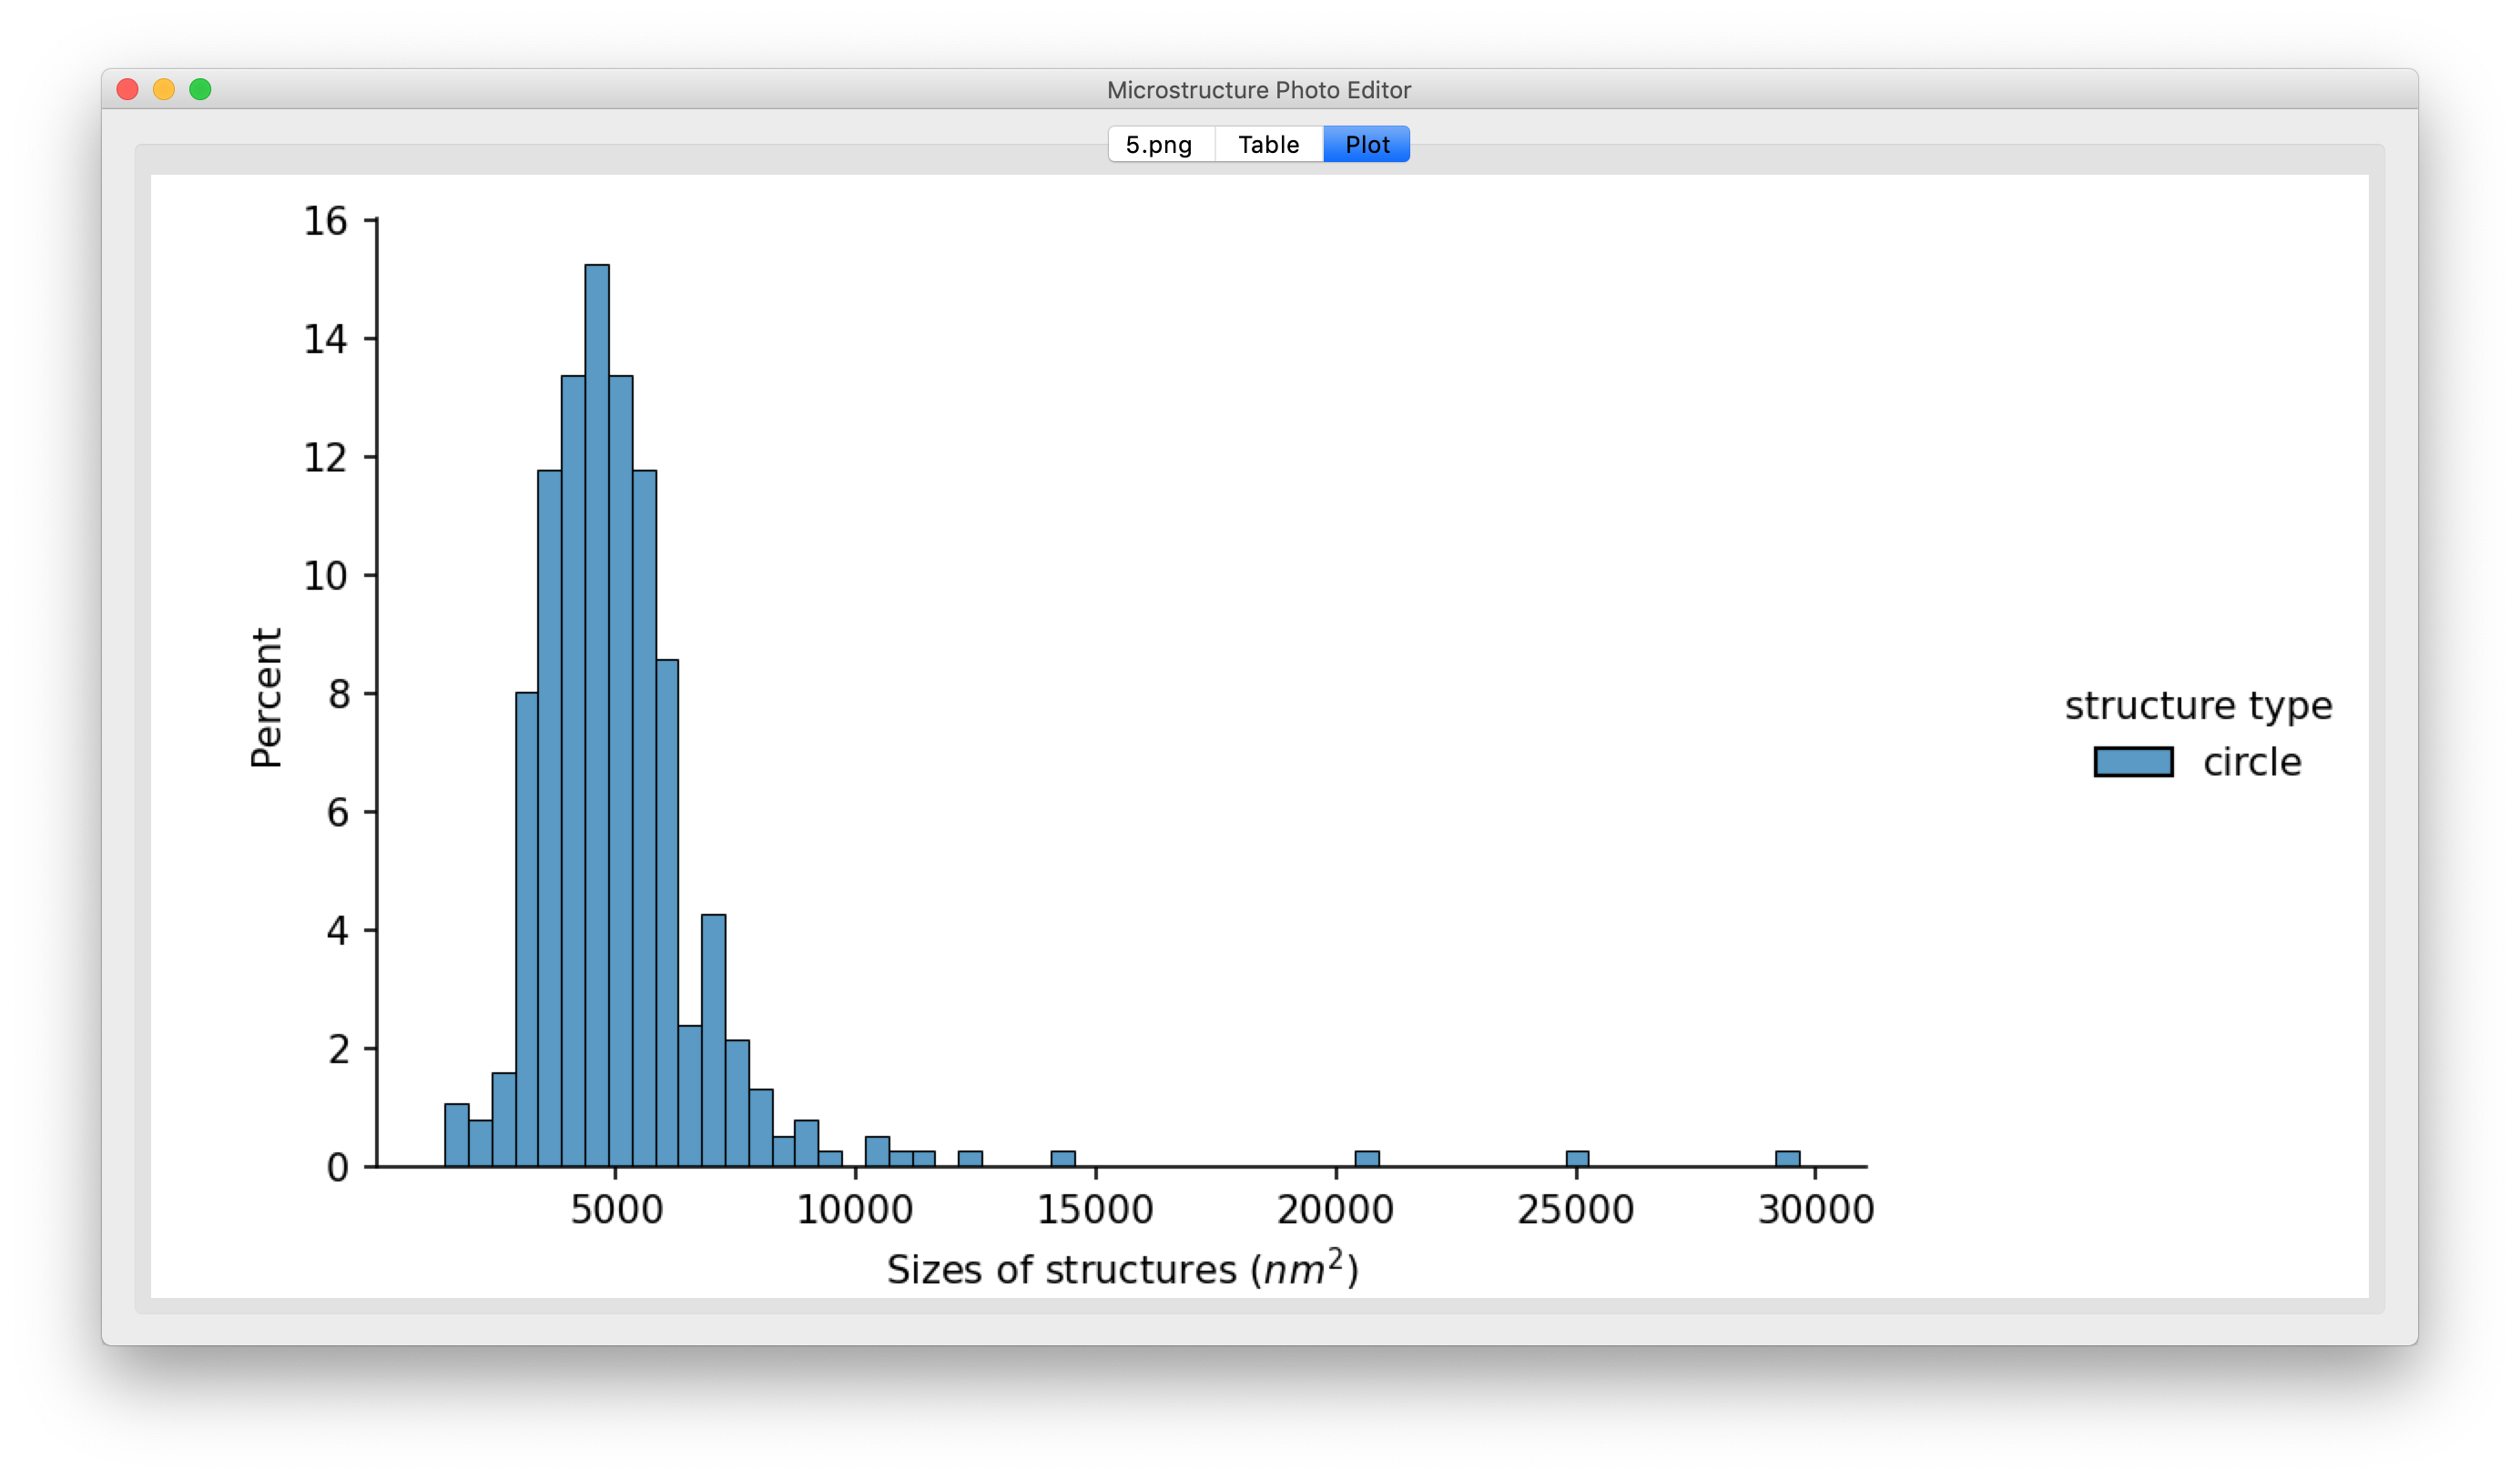 Microstructure Photo Editor
5.png Table Plot
16
14
12
10
8
6
4
2
0
Percent
5000 10000 15000 20000 25000 30000
Sizes of structures (nm²)
structure type
circle